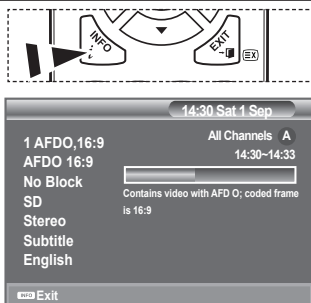 INFO
i
EXIT
EX
14:30 Sat 1 Sep
1 AFDO,16:9
AFDO 16:9
No Block
SD
Stereo
Subtitle
English
All Channels A
14:30~14:33
Contains video with AFD O; coded frame
is 16:9
INFO Exit